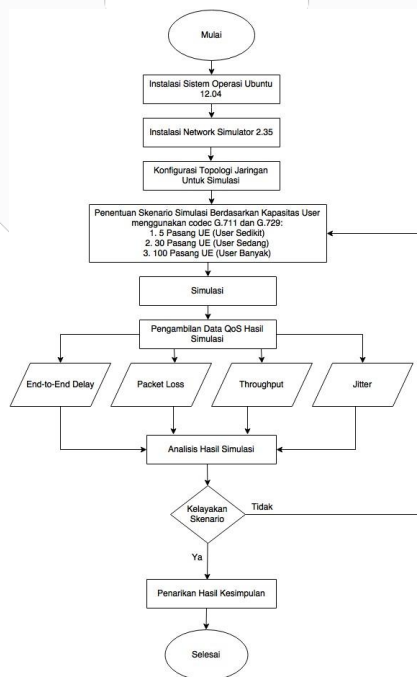 Mulai
Instalasi Sistem Operasi Ubuntu
12.04
Instalasi Network Simulator 2.35
Konfigurasi Topologi Jaringan
Untuk Simulasi
Penentuan Skenario Simulasi Berdasarkan Kapasitas User
menggunakan codec G.711 dan G.729:
1. 5 Pasang UE (User Sedikit)
2. 30 Pasang UE (User Sedang)
3. 100 Pasang UE (User Banyak)
Simulasi
Pengambilan Data QoS Hasil
Simulasi
End-to-End Delay
Packet Loss
Throughput
Jitter
Analisis Hasil Simulasi
Kelayakan
Skenario
Tidak
Ya
Penarikan Hasil Kesimpulan
Selesai